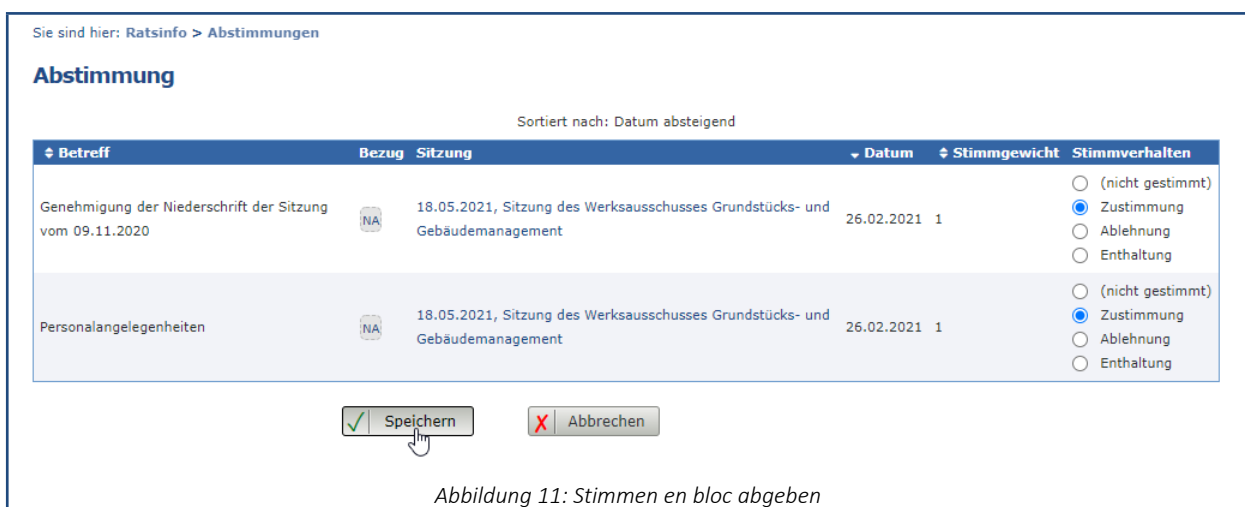 Sie sind hier: Ratsinfo > Abstimmungen
Abstimmung
Sortiert nach: Datum absteigend
Betreff Bezug Sitzung Datum Stimmgewicht Stimmverhalten
Genehmigung der Niederschrift der Sitzung
vom 09.11.2020
NA
18.05.2021, Sitzung des Werksausschusses Grundstücks- und
Gebäudemanagement
26.02.2021 1
(nicht gestimmt)
Zustimmung
Ablehnung
Enthaltung
Personalangelegenheiten
NA
18.05.2021, Sitzung des Werksausschusses Grundstücks- und
Gebäudemanagement
26.02.2021 1
(nicht gestimmt)
Zustimmung
Ablehnung
Enthaltung
Speichern Abbrechen
Abbildung 11: Stimmen en bloc abgeben